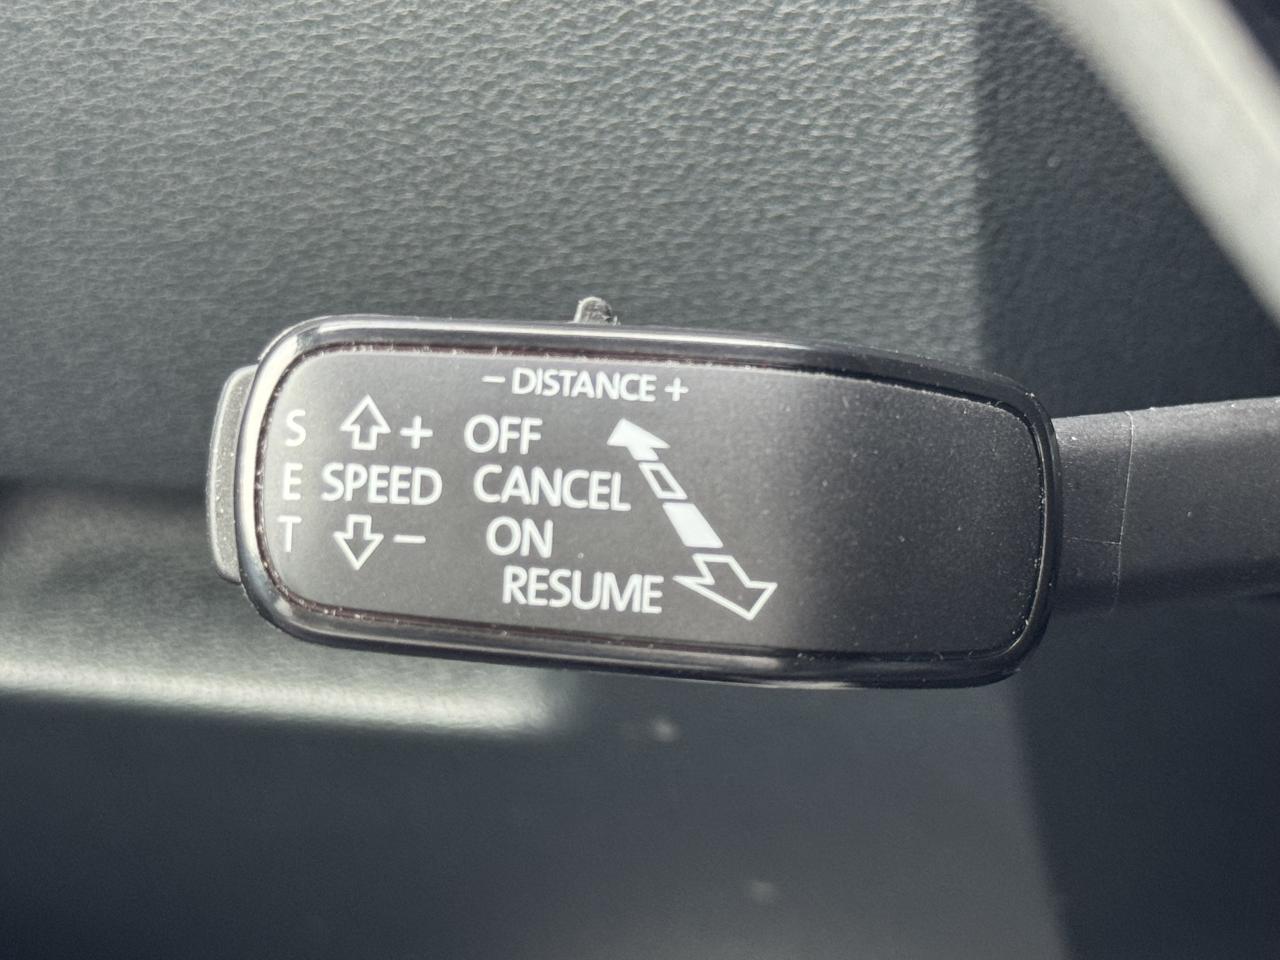 – DISTANCE +
S + OFF
E SPEED CANCEL
T – ON
RESUME